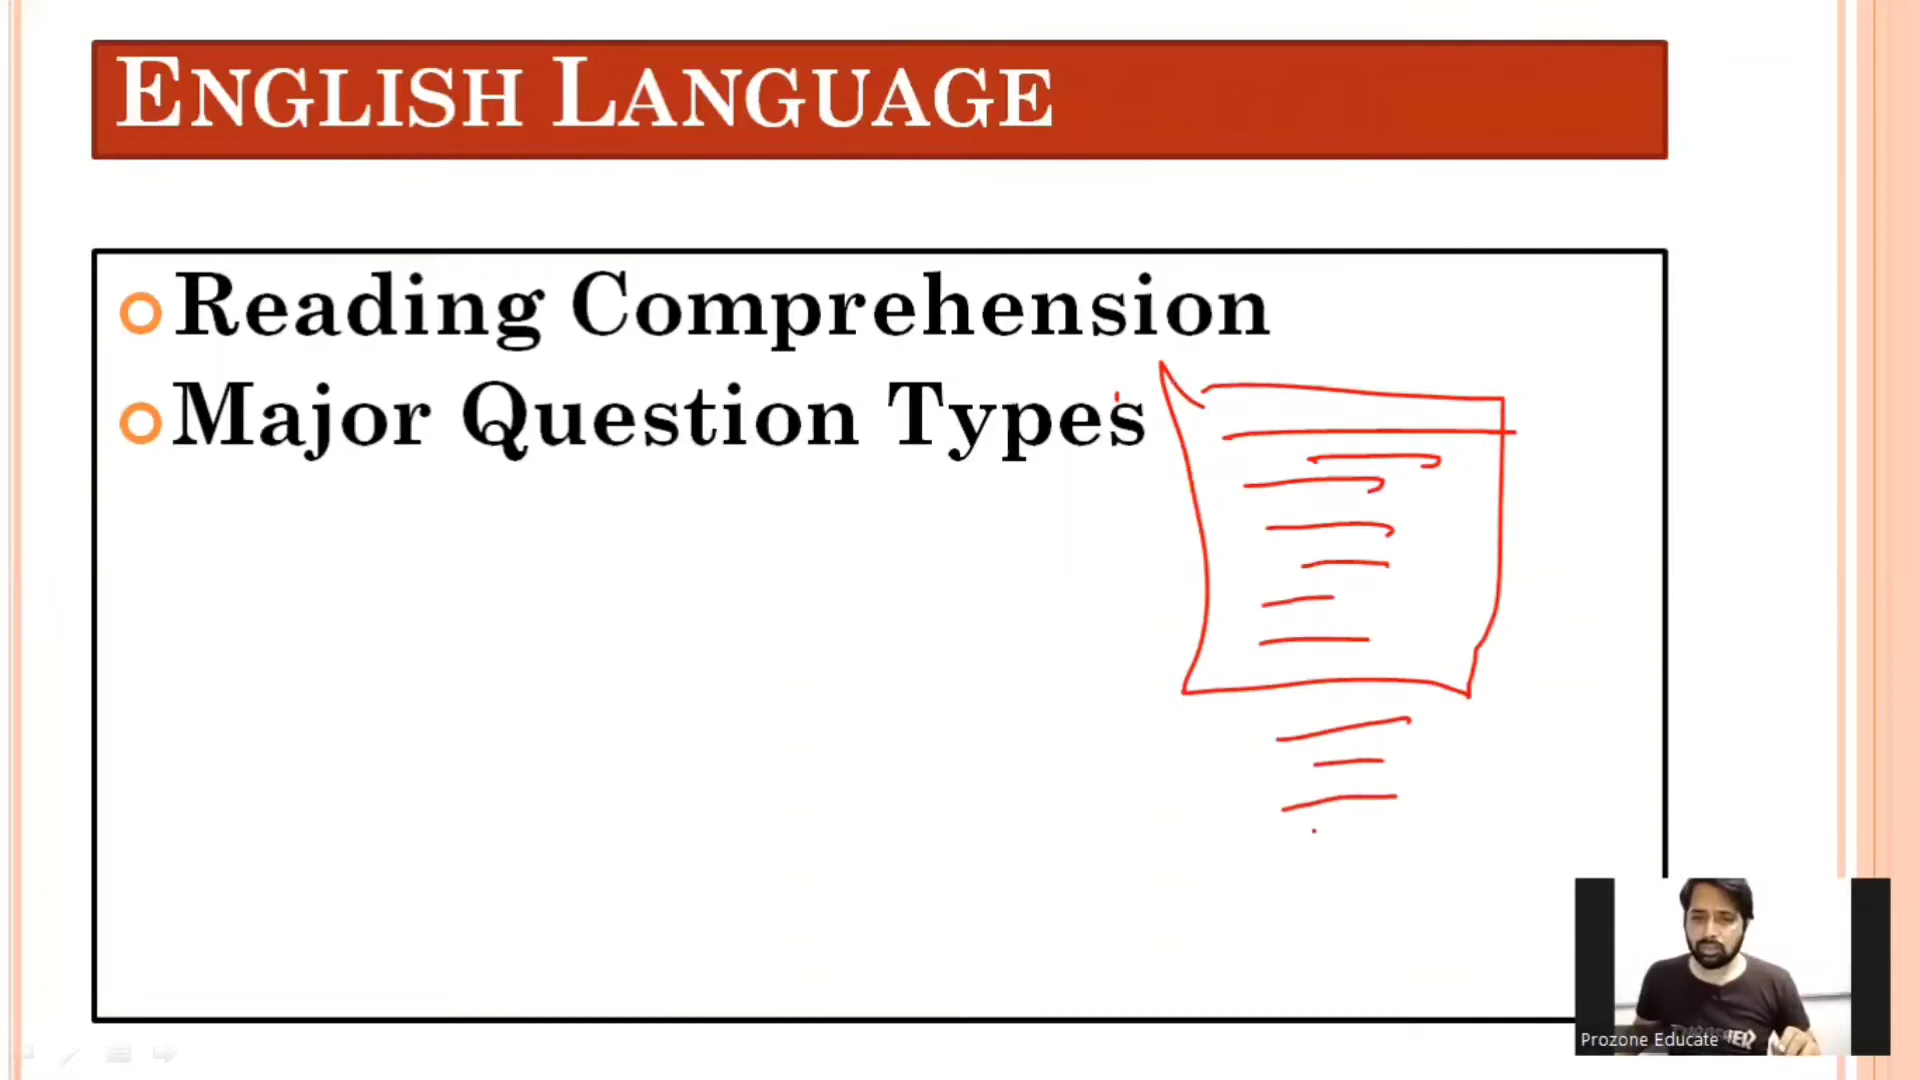 ENGLISH LANGUAGE
Reading Comprehension
Major Question Types
Prozone Educate